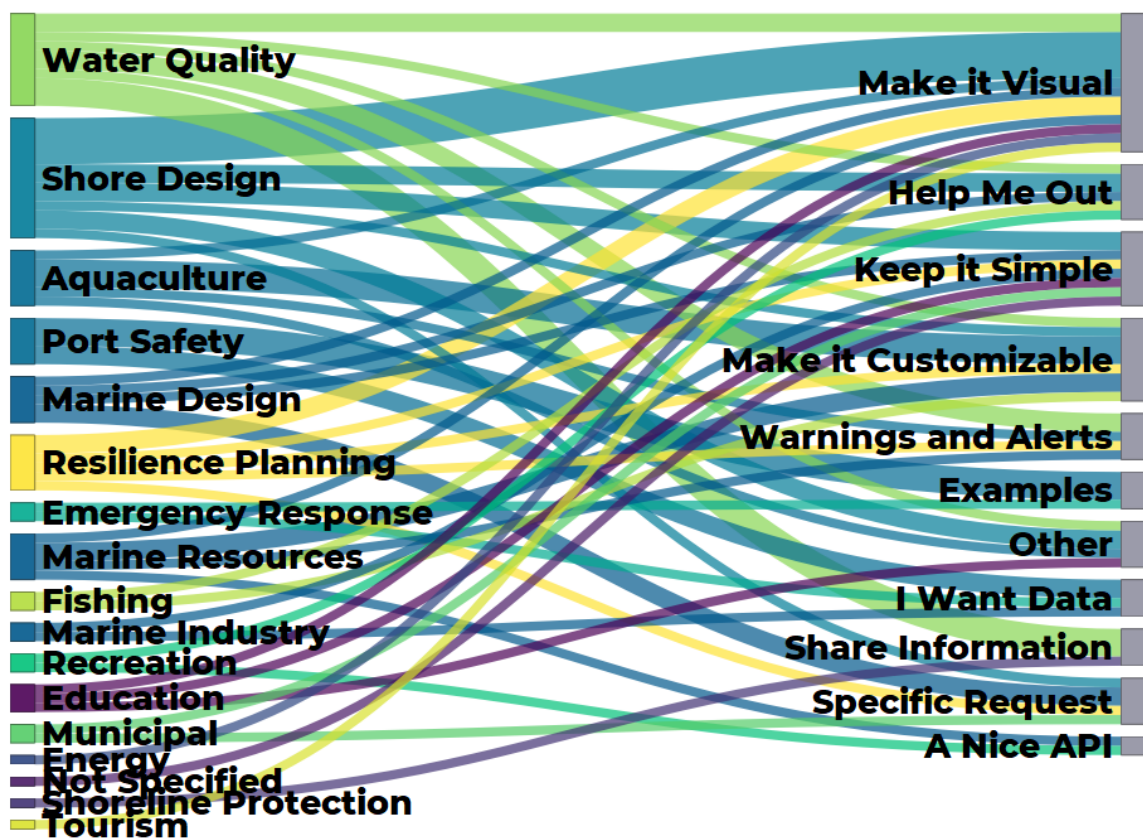 Water Quality
Shore Design
Aquaculture
Port Safety
Marine Design
Resilience Planning
Emergency Response
Marine Resources
Fishing
Marine Industry
Recreation
Education
Municipal
Energy
Not Specified
Shoreline Protection
Tourism
Make it Visual
Help Me Out
Keep it Simple
Make it Customizable
Warnings and Alerts
Examples
Other
I Want Data
Share Information
Specific Request
A Nice API